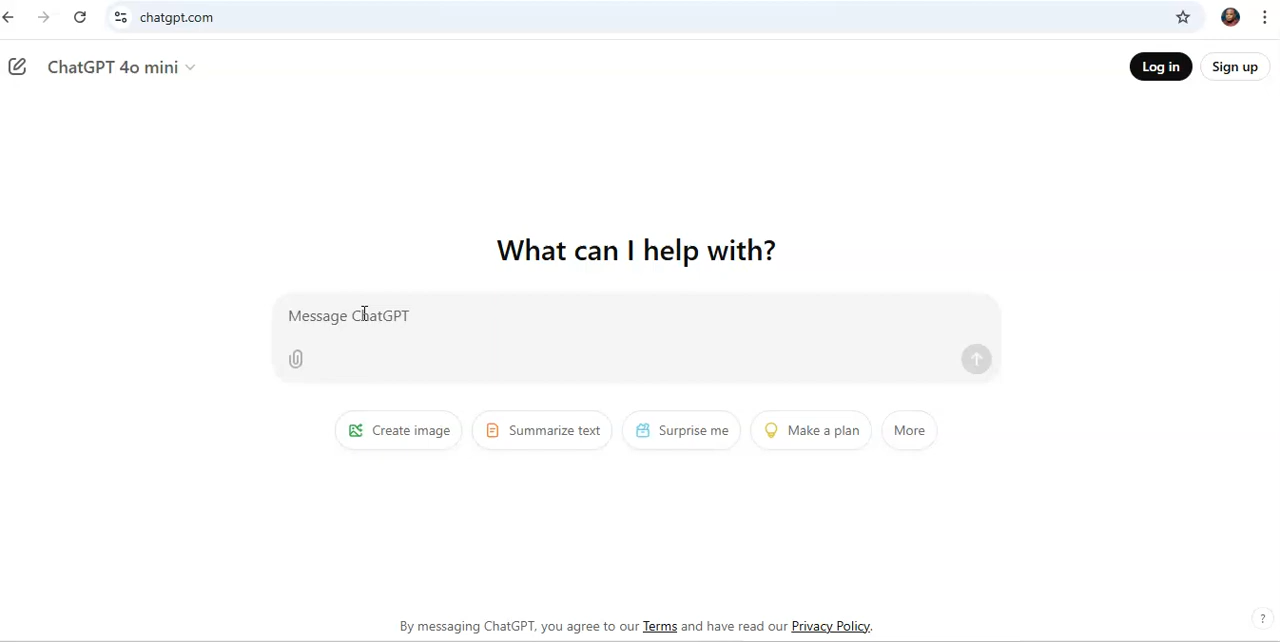 chatgpt.com
ChatGPT 4o mini
Log in
Sign up
What can I help with?
Message ChatGPT
Create image
Summarize text
Surprise me
Make a plan
More
By messaging ChatGPT, you agree to our Terms and have read our Privacy Policy.
?